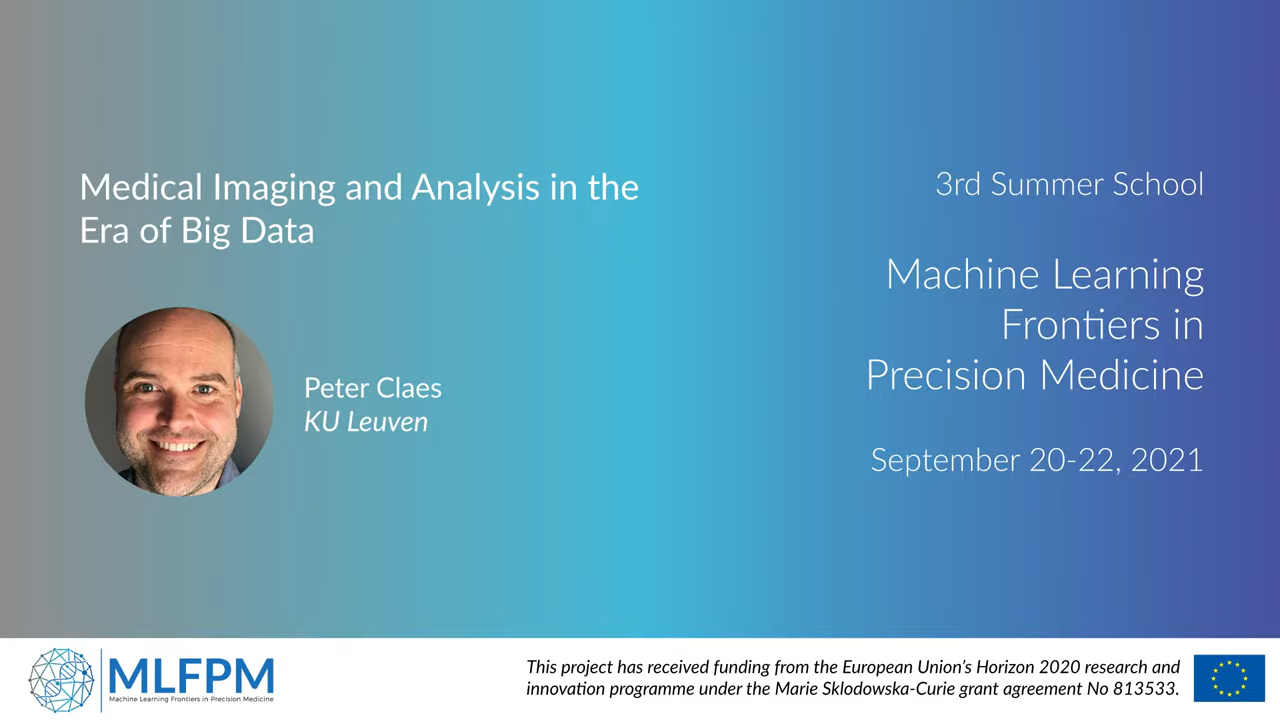 Medical Imaging and Analysis in the
Era of Big Data
Peter Claes
KU Leuven
3rd Summer School
Machine Learning
Frontiers in
Precision Medicine
September 20-22, 2021
MLFPM
Machine Learning Frontiers in Precision Medicine
This project has received funding from the European Union’s Horizon 2020 research and
innovation programme under the Marie Sklodowska-Curie grant agreement No 813533.